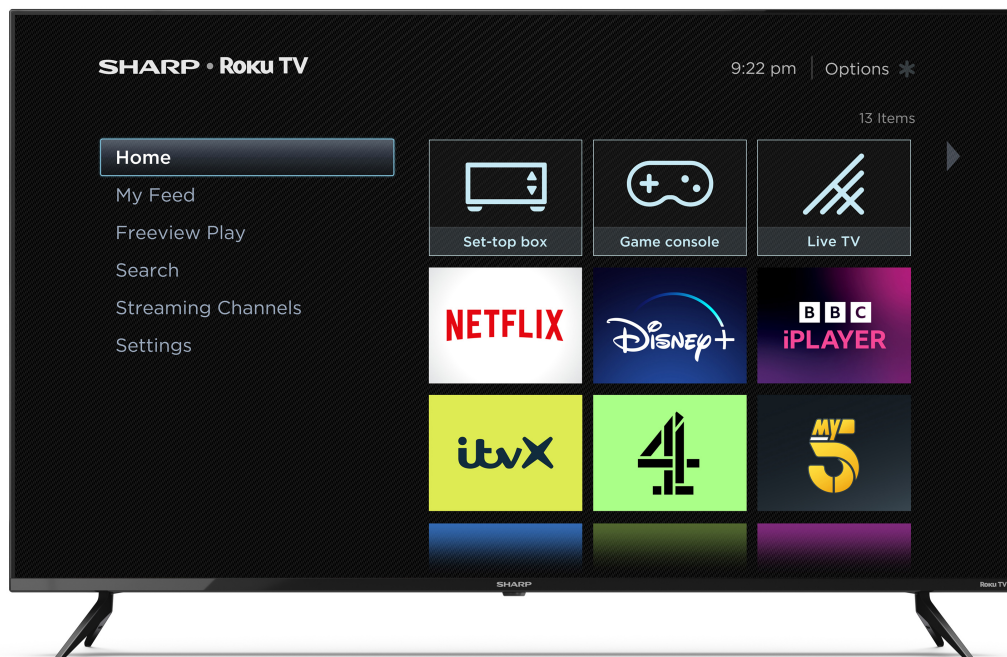 SHARP • Roku TV
9:22 pm | Options *
13 Items
Home
My Feed
Freeview Play
Search
Streaming Channels
Settings
Set-top box
Game console
Live TV
NETFLIX
Disney+
BBC
iPLAYER
itvX
4
MY
5
SHARP
Roku TV